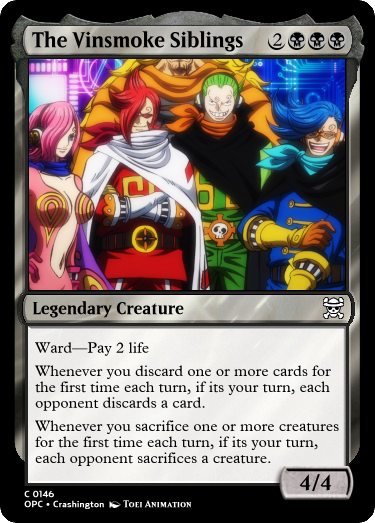 The Vinsmoke Siblings 2
Legendary Creature
Ward—Pay 2 life
Whenever you discard one or more cards for
the first time each turn, if its your turn, each
opponent discards a card.
Whenever you sacrifice one or more creatures
for the first time each turn, if its your turn,
each opponent sacrifices a creature.
4/4
C 0146
OPC • Crashington TOEI ANIMATION